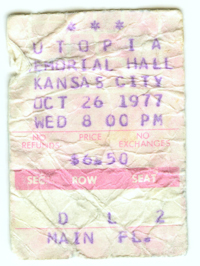 * * *
UTOPIA
EMORIAL HALL
KANSAS CITY
OCT 26 1977
WED 8 00 PM
NO REFUNDS PRICE NO EXCHANGES
$6.50
SEC. ROW SEAT
D L 2
MAIN FL.